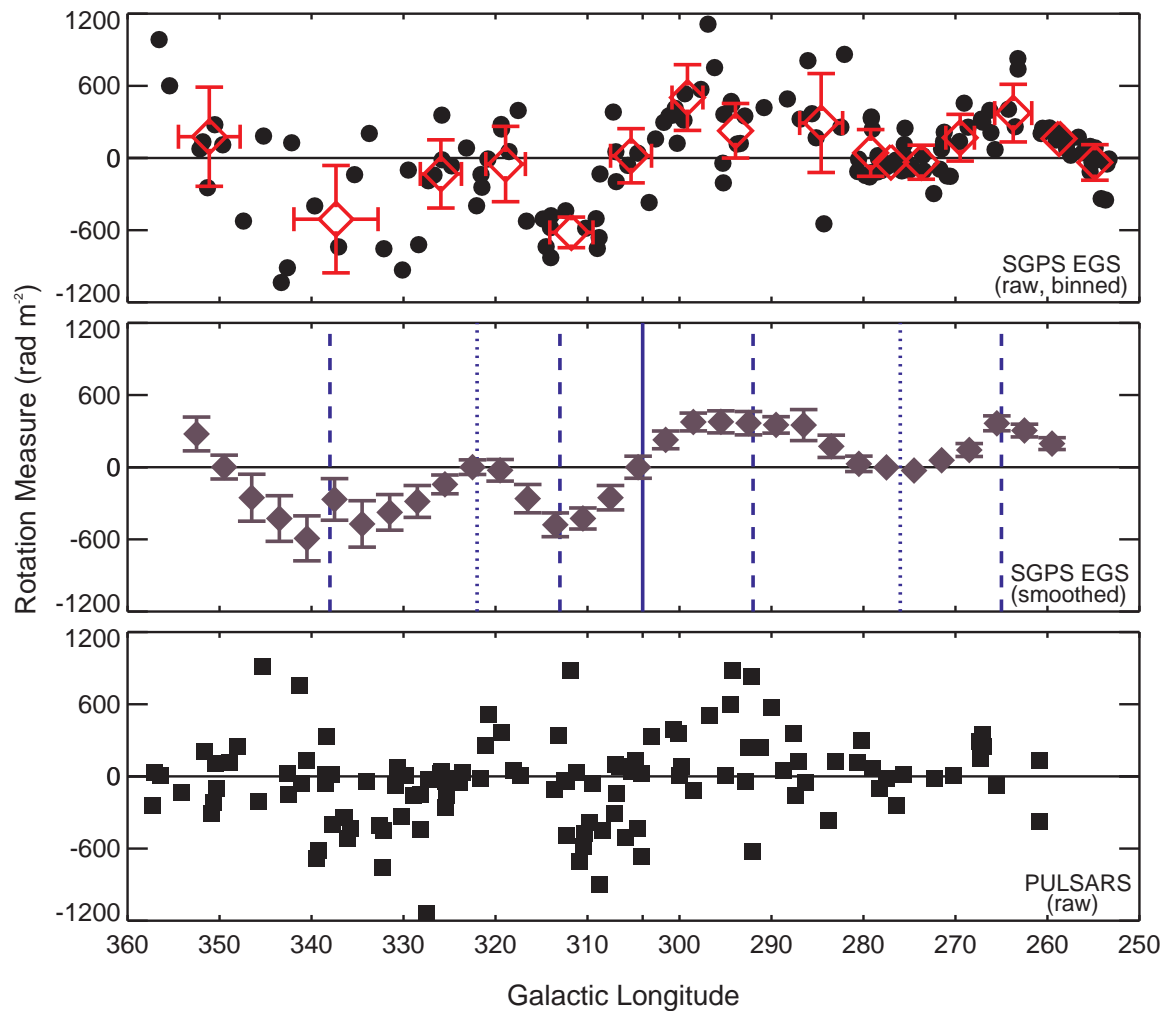 Rotation Measure (rad m-2)
1200
600
0
-600
-1200
SGPS EGS
(raw, binned)
1200
600
0
-600
-1200
SGPS EGS
(smoothed)
1200
600
0
-600
-1200
PULSARS
(raw)
360 350 340 330 320 310 300 290 280 270 260 250
Galactic Longitude